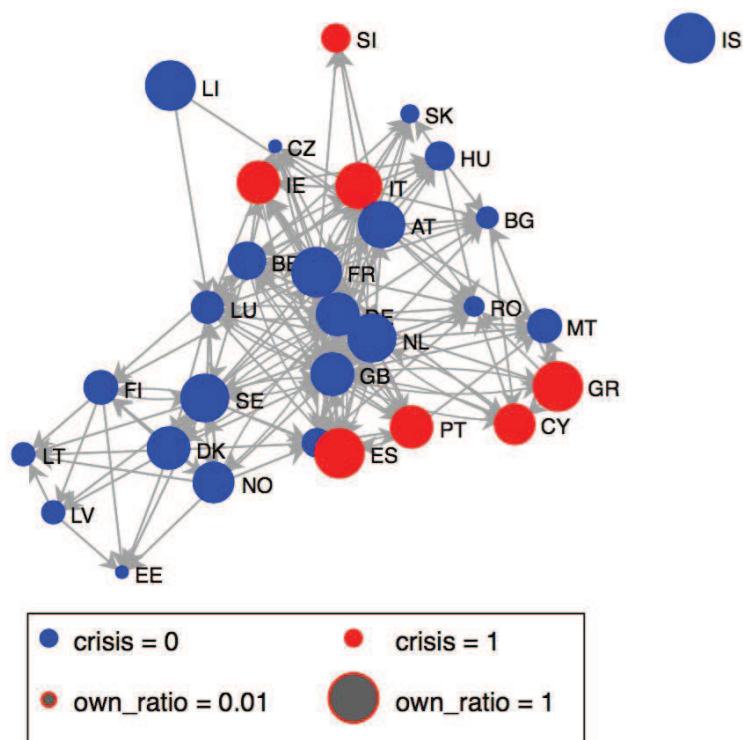 SI
IS
LI
SK
CZ
HU
IE
IT
BG
AT
BE
FR
LU
RO
DE
MT
NL
GB
FI
GR
SE
CY
PT
DK
ES
LT
NO
LV
EE
crisis = 0
crisis = 1
own_ratio = 0.01
own_ratio = 1